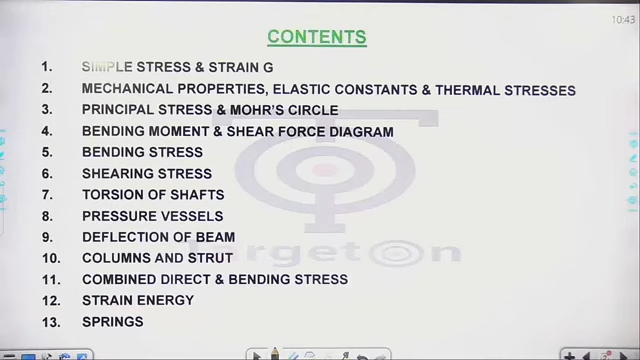 10:43
CONTENTS
1. SIMPLE STRESS & STRAIN G
2. MECHANICAL PROPERTIES, ELASTIC CONSTANTS & THERMAL STRESSES
3. PRINCIPAL STRESS & MOHR'S CIRCLE
4. BENDING MOMENT & SHEAR FORCE DIAGRAM
5. BENDING STRESS
6. SHEARING STRESS
7. TORSION OF SHAFTS
8. PRESSURE VESSELS
9. DEFLECTION OF BEAM
10. COLUMNS AND STRUT
targeton
11. COMBINED DIRECT & BENDING STRESS
12. STRAIN ENERGY
13. SPRINGS